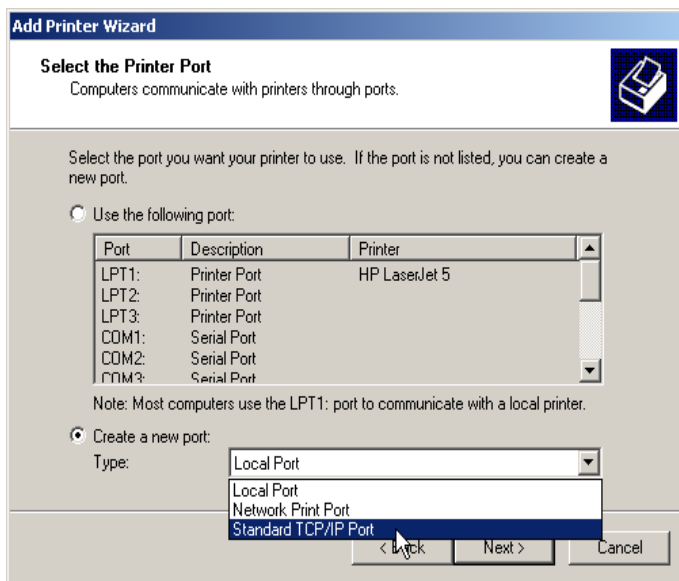 Add Printer Wizard
Select the Printer Port
Computers communicate with printers through ports.
Select the port you want your printer to use. If the port is not listed, you can create a
new port.
Use the following port:
Port Description Printer
LPT1: Printer Port HP LaserJet 5
LPT2: Printer Port
LPT3: Printer Port
COM1: Serial Port
COM2: Serial Port
COM3: Serial Port
Note: Most computers use the LPT1: port to communicate with a local printer.
Create a new port:
Type: Local Port
Local Port
Network Print Port
Standard TCP/IP Port
< Back Next > Cancel